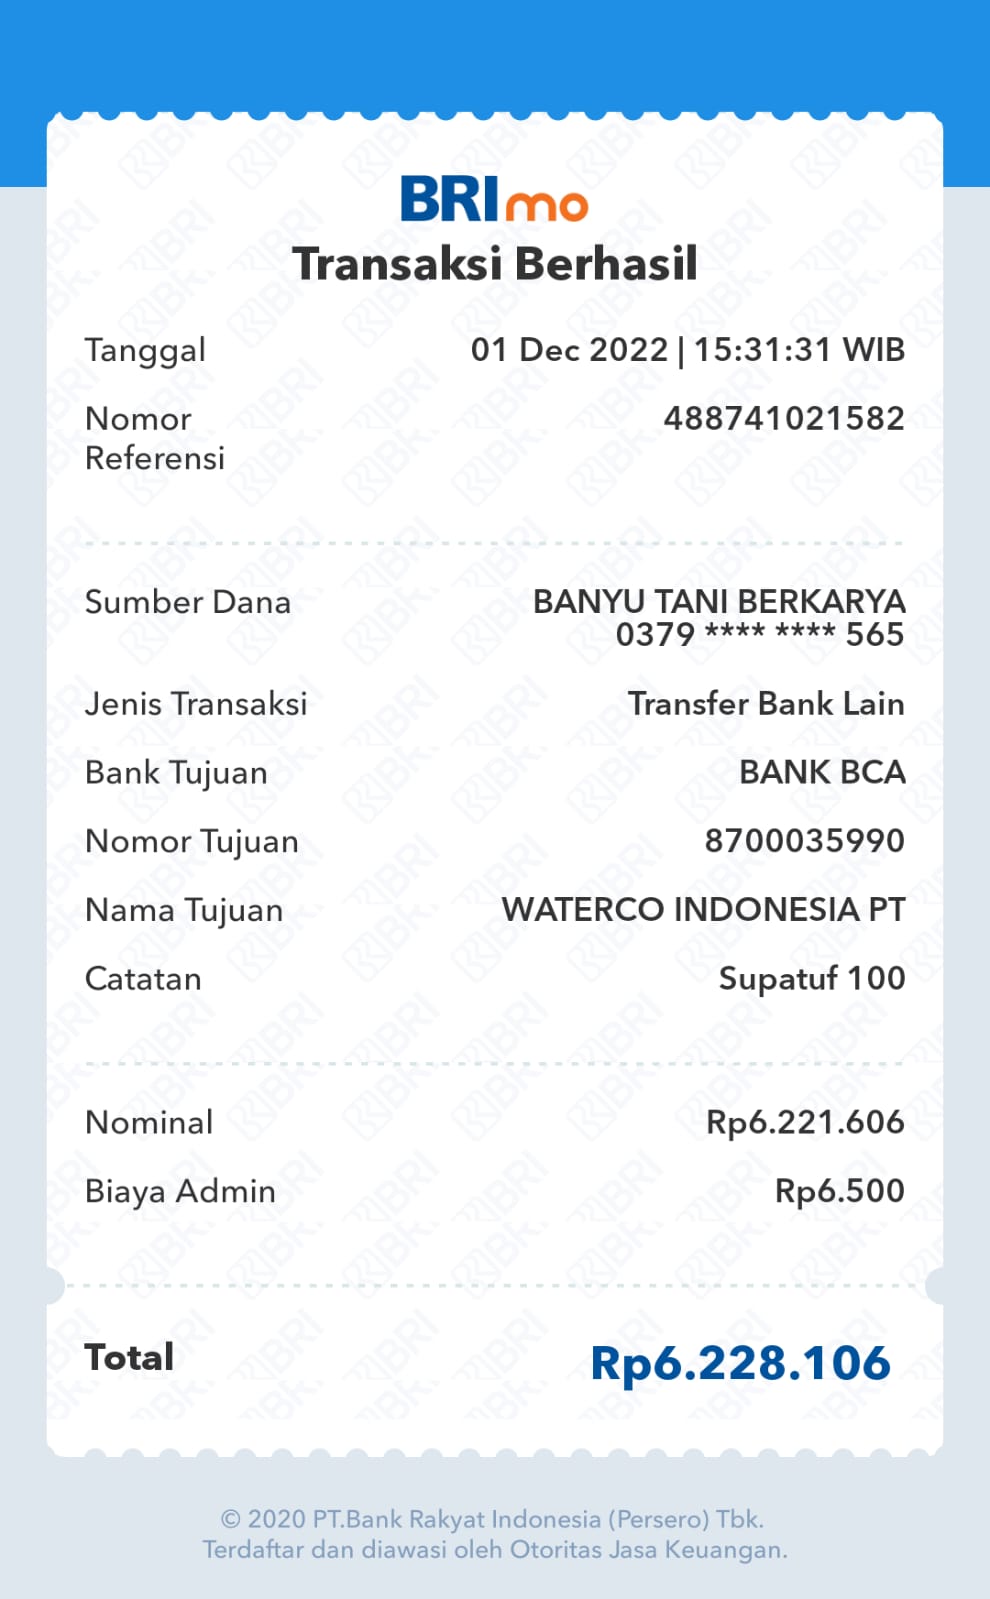 BRImo
Transaksi Berhasil
Tanggal 01 Dec 2022 | 15:31:31 WIB
Nomor 488741021582
Referensi
Sumber Dana BANYU TANI BERKARYA
0379 **** **** 565
Jenis Transaksi Transfer Bank Lain
Bank Tujuan BANK BCA
Nomor Tujuan 8700035990
Nama Tujuan WATERCO INDONESIA PT
Catatan Supatuf 100
Nominal Rp6.221.606
Biaya Admin Rp6.500
Total Rp6.228.106
© 2020 PT.Bank Rakyat Indonesia (Persero) Tbk.
Terdaftar dan diawasi oleh Otoritas Jasa Keuangan.